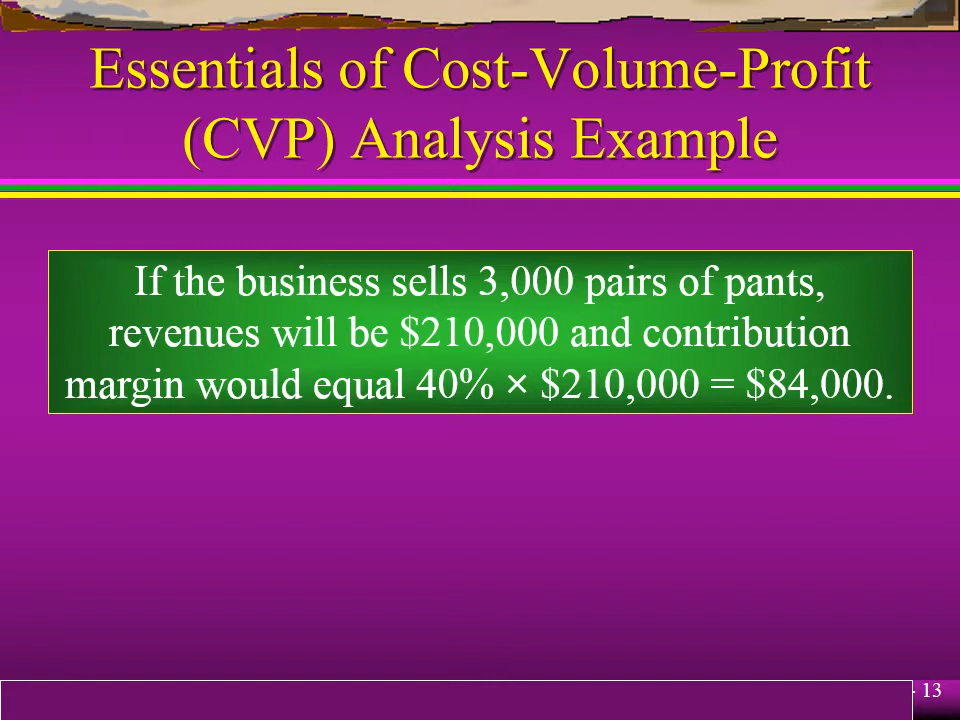 Essentials of Cost-Volume-Profit
(CVP) Analysis Example
If the business sells 3,000 pairs of pants,
revenues will be $210,000 and contribution
margin would equal 40% × $210,000 = $84,000.
- 13